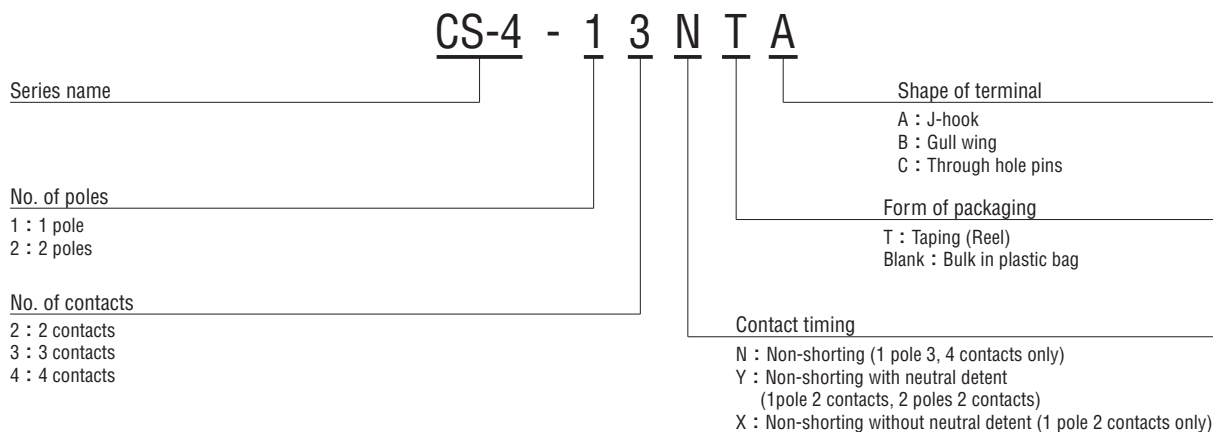 CS-4 - 1 3 N T A
Series name
No. of poles
1 : 1 pole
2 : 2 poles
No. of contacts
2 : 2 contacts
3 : 3 contacts
4 : 4 contacts
Shape of terminal
A : J-hook
B : Gull wing
C : Through hole pins
Form of packaging
T : Taping (Reel)
Blank : Bulk in plastic bag
Contact timing
N : Non-shorting (1 pole 3, 4 contacts only)
Y : Non-shorting with neutral detent
(1pole 2 contacts, 2 poles 2 contacts)
X : Non-shorting without neutral detent (1 pole 2 contacts only)